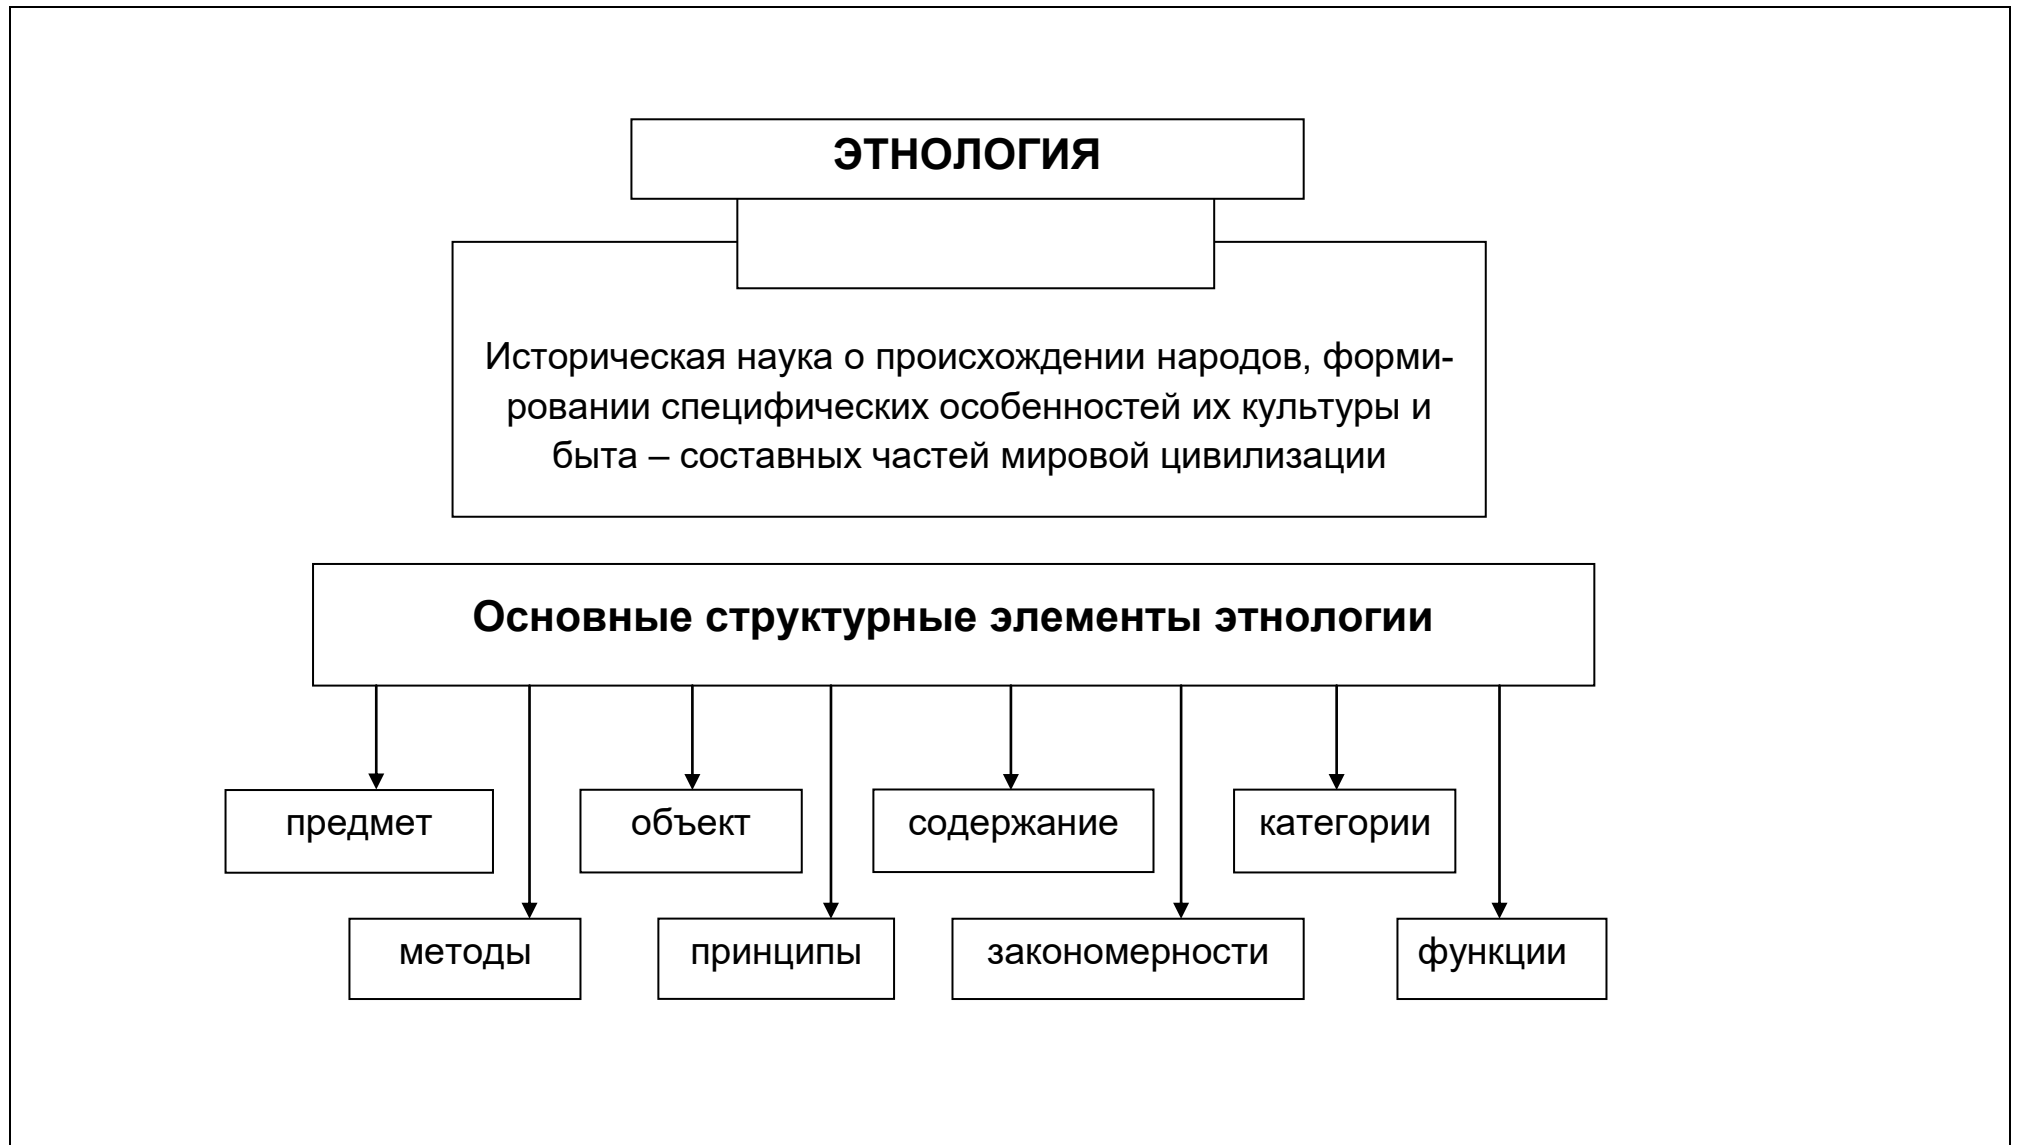 ЭТНОЛОГИЯ
Историческая наука о происхождении народов, форми-
ровании специфических особенностей их культуры и
быта – составных частей мировой цивилизации
Основные структурные элементы этнологии
предмет
объект
содержание
категории
методы
принципы
закономерности
функции